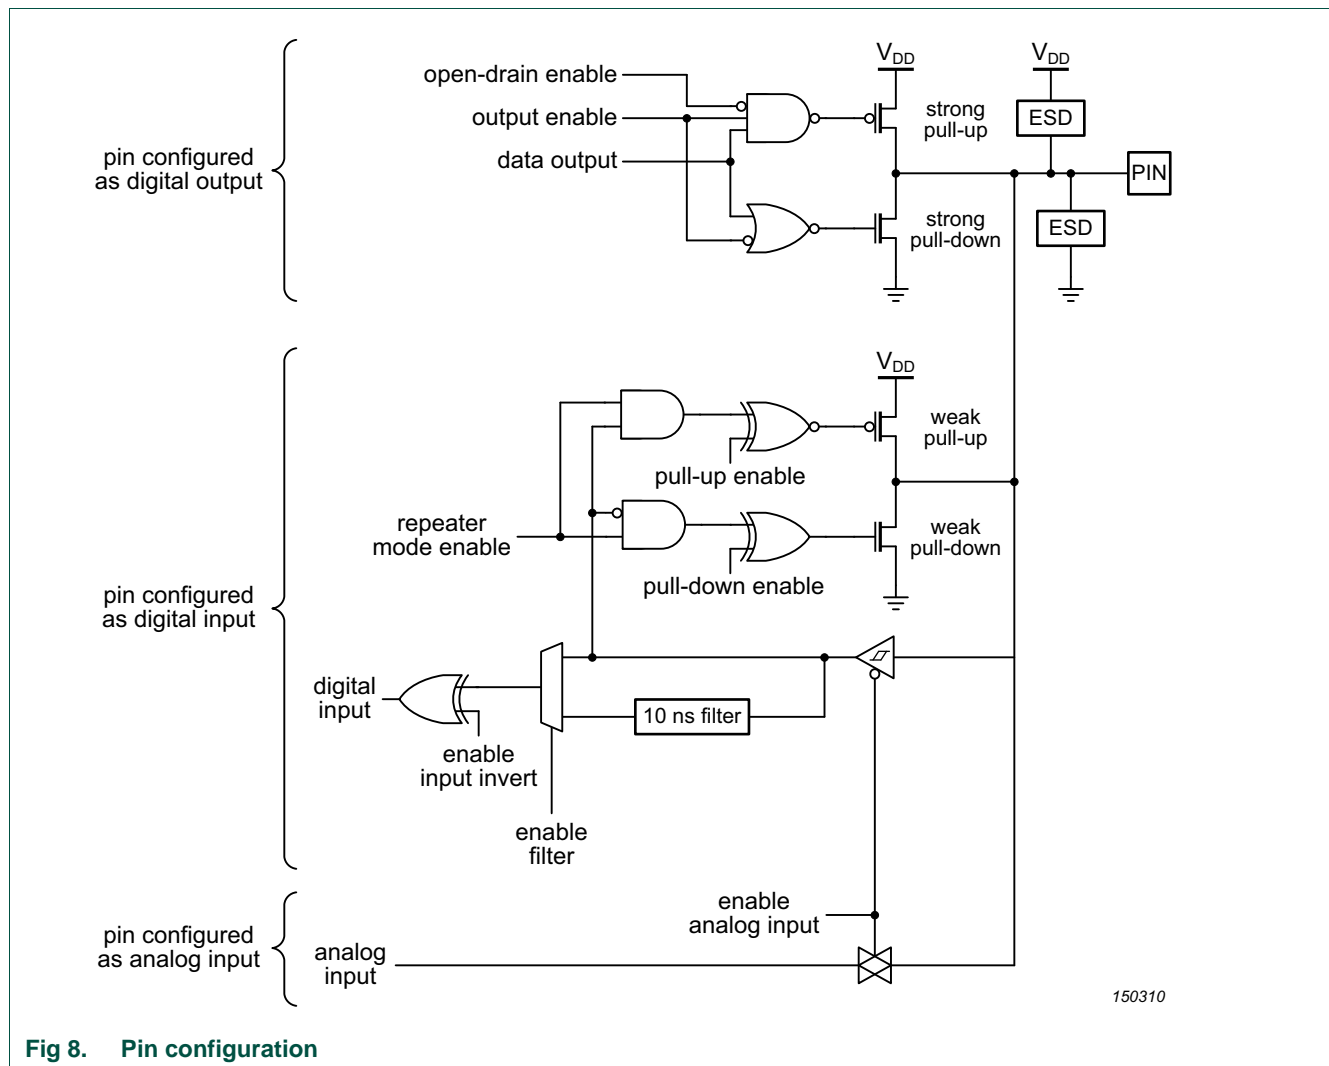 pin configured
as digital output
open-drain enable
output enable
data output
VDD
strong
pull-up
strong
pull-down
VDD
ESD
ESD
PIN
pin configured
as digital input
repeater
mode enable
pull-up enable
pull-down enable
VDD
weak
pull-up
weak
pull-down
digital
input
enable
input invert
10 ns filter
enable
filter
pin configured
as analog input
analog
input
enable
analog input
150310
Fig 8. Pin configuration